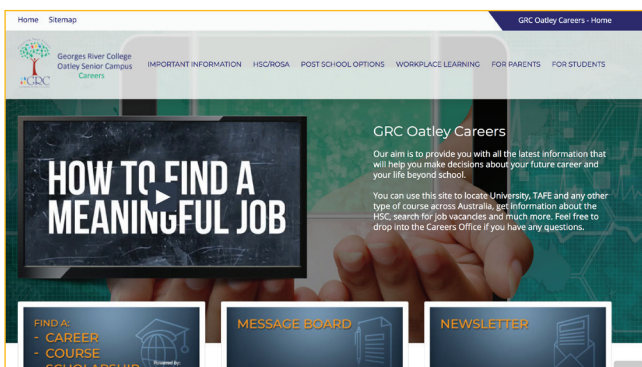 Home Sitemap
GRC Oatley Careers - Home
Georges River College
Oatley Senior Campus
Careers
GRC
IMPORTANT INFORMATION HSC/ROSA POST SCHOOL OPTIONS WORKPLACE LEARNING FOR PARENTS FOR STUDENTS
HOW TO FIND A
MEANINGFUL JOB
GRC Oatley Careers
Our aim is to provide you with all the latest information that
will help you make decisions about your future career and
your life beyond school.
You can use this site to locate University, TAFE and any other
type of course across Australia, get information about the
HSC, search for job vacancies and much more. Feel free to
drop into the Careers Office if you have any questions.
FIND A:
- CAREER
- COURSE
- SCHOLARSHIP
Powered by:
MESSAGE BOARD
NEWSLETTER